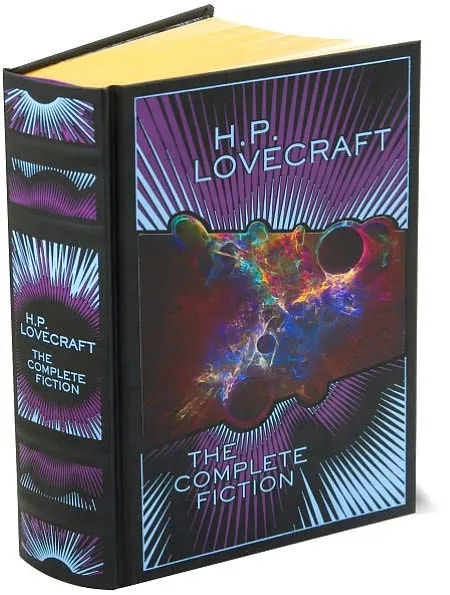 H.P.
LOVECRAFT
THE
COMPLETE
FICTION
H.P.
LOVECRAFT
THE
COMPLETE
FICTION